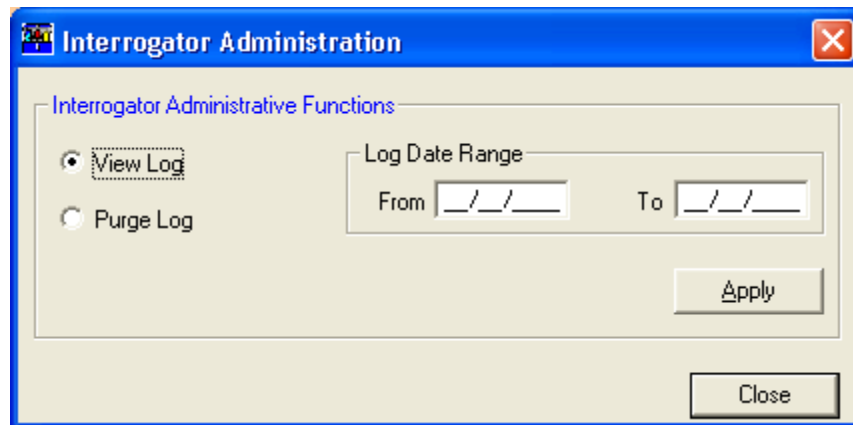 Interrogator Administration
Interrogator Administrative Functions
View Log
Purge Log
Log Date Range
From __/__/____ To __/__/____
Apply
Close